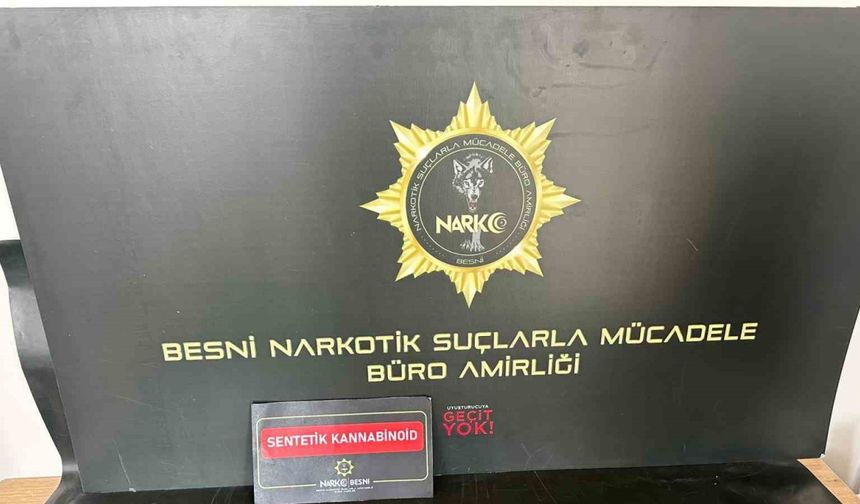 NARKOTİK SUÇLARLA MÜCADELE BÜRO AMİRLİĞİ
NARKO
BESNİ
BESNİ NARKOTİK SUÇLARLA MÜCADELE
BÜRO AMİRLİĞİ
UYUŞTURUCUYA
GEÇİT
YOK!
SENTETİK KANNABİNOİD
NARKO BESNİ